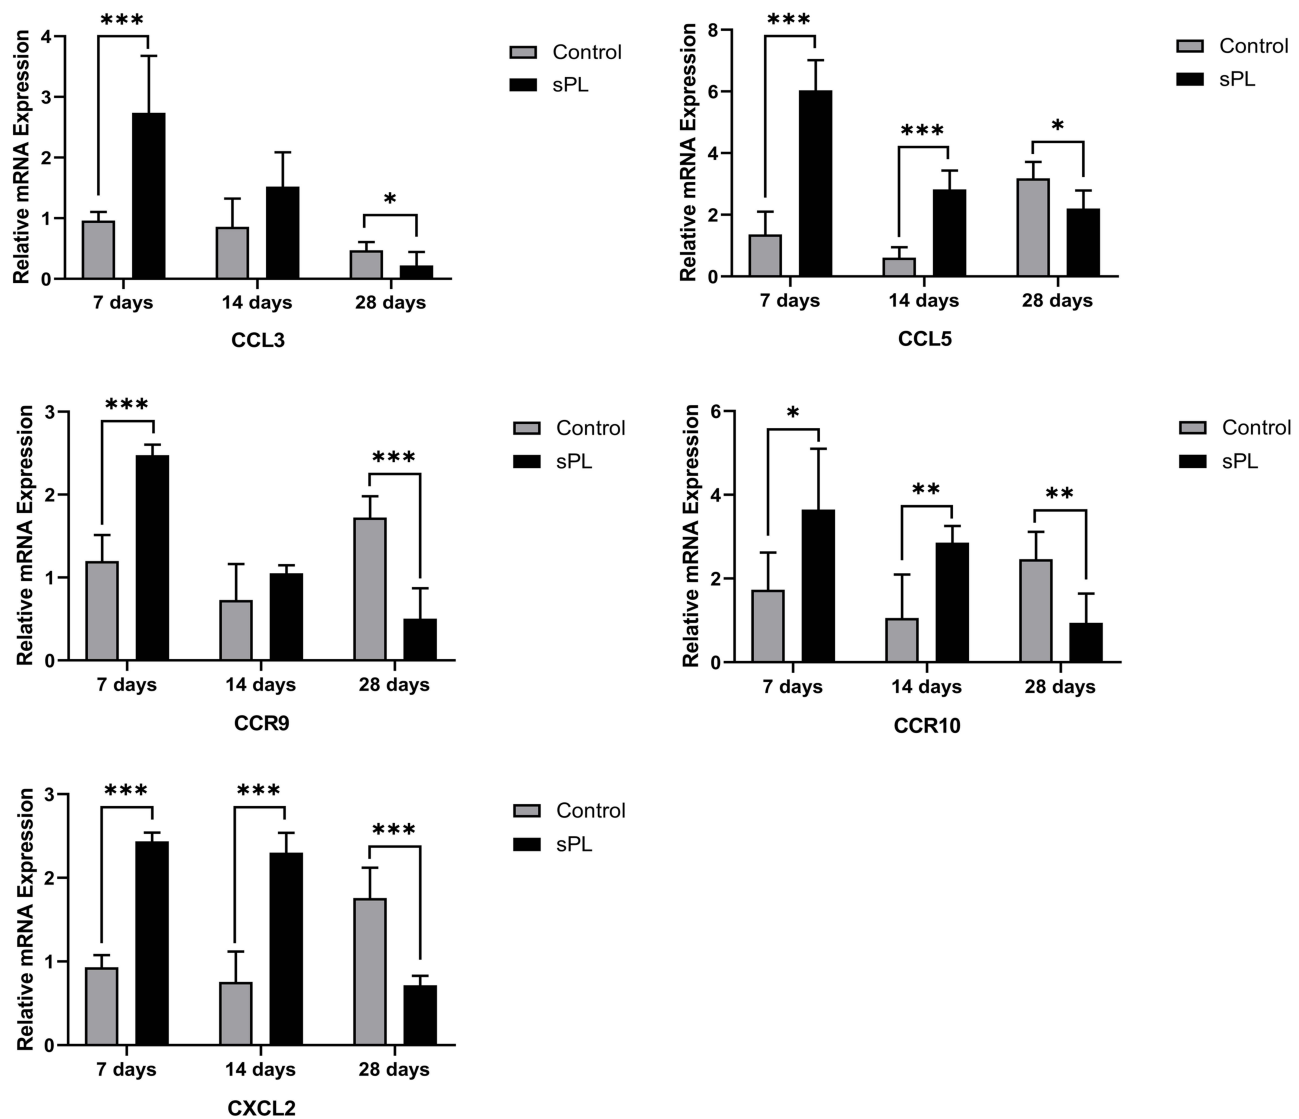 Relative mRNA Expression
4
3
2
1
0
***
*
7 days 14 days 28 days
CCL3
Control
sPL
Relative mRNA Expression
8
6
4
2
0
***
***
*
7 days 14 days 28 days
CCL5
Control
sPL
Relative mRNA Expression
3
2
1
0
***
***
7 days 14 days 28 days
CCR9
Control
sPL
Relative mRNA Expression
6
4
2
0
*
**
**
7 days 14 days 28 days
CCR10
Control
sPL
Relative mRNA Expression
3
2
1
0
***
***
***
7 days 14 days 28 days
CXCL2
Control
sPL